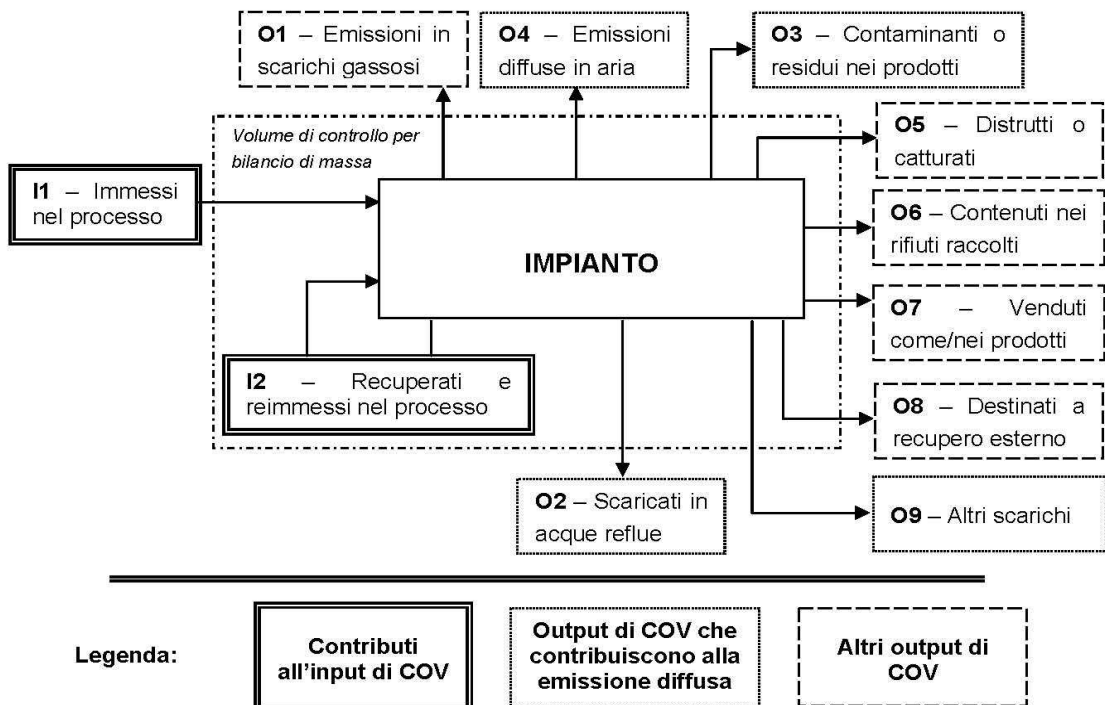 O1 – Emissioni in
scarichi gassosi
O4 – Emissioni
diffuse in aria
O3 – Contaminanti o
residui nei prodotti
Volume di controllo per
bilancio di massa
O5 – Distrutti o
catturati
I1 – Immessi
nel processo
O6 – Contenuti nei
rifiuti raccolti
IMPIANTO
O7 – Venduti
come/nei prodotti
I2 – Recuperati e
reimmessi nel processo
O8 – Destinati a
recupero esterno
O2 – Scaricati in
acque reflue
O9 – Altri scarichi
Legenda:
Contributi
all'input di COV
Output di COV che
contribuiscono alla
emissione diffusa
Altri output di
COV